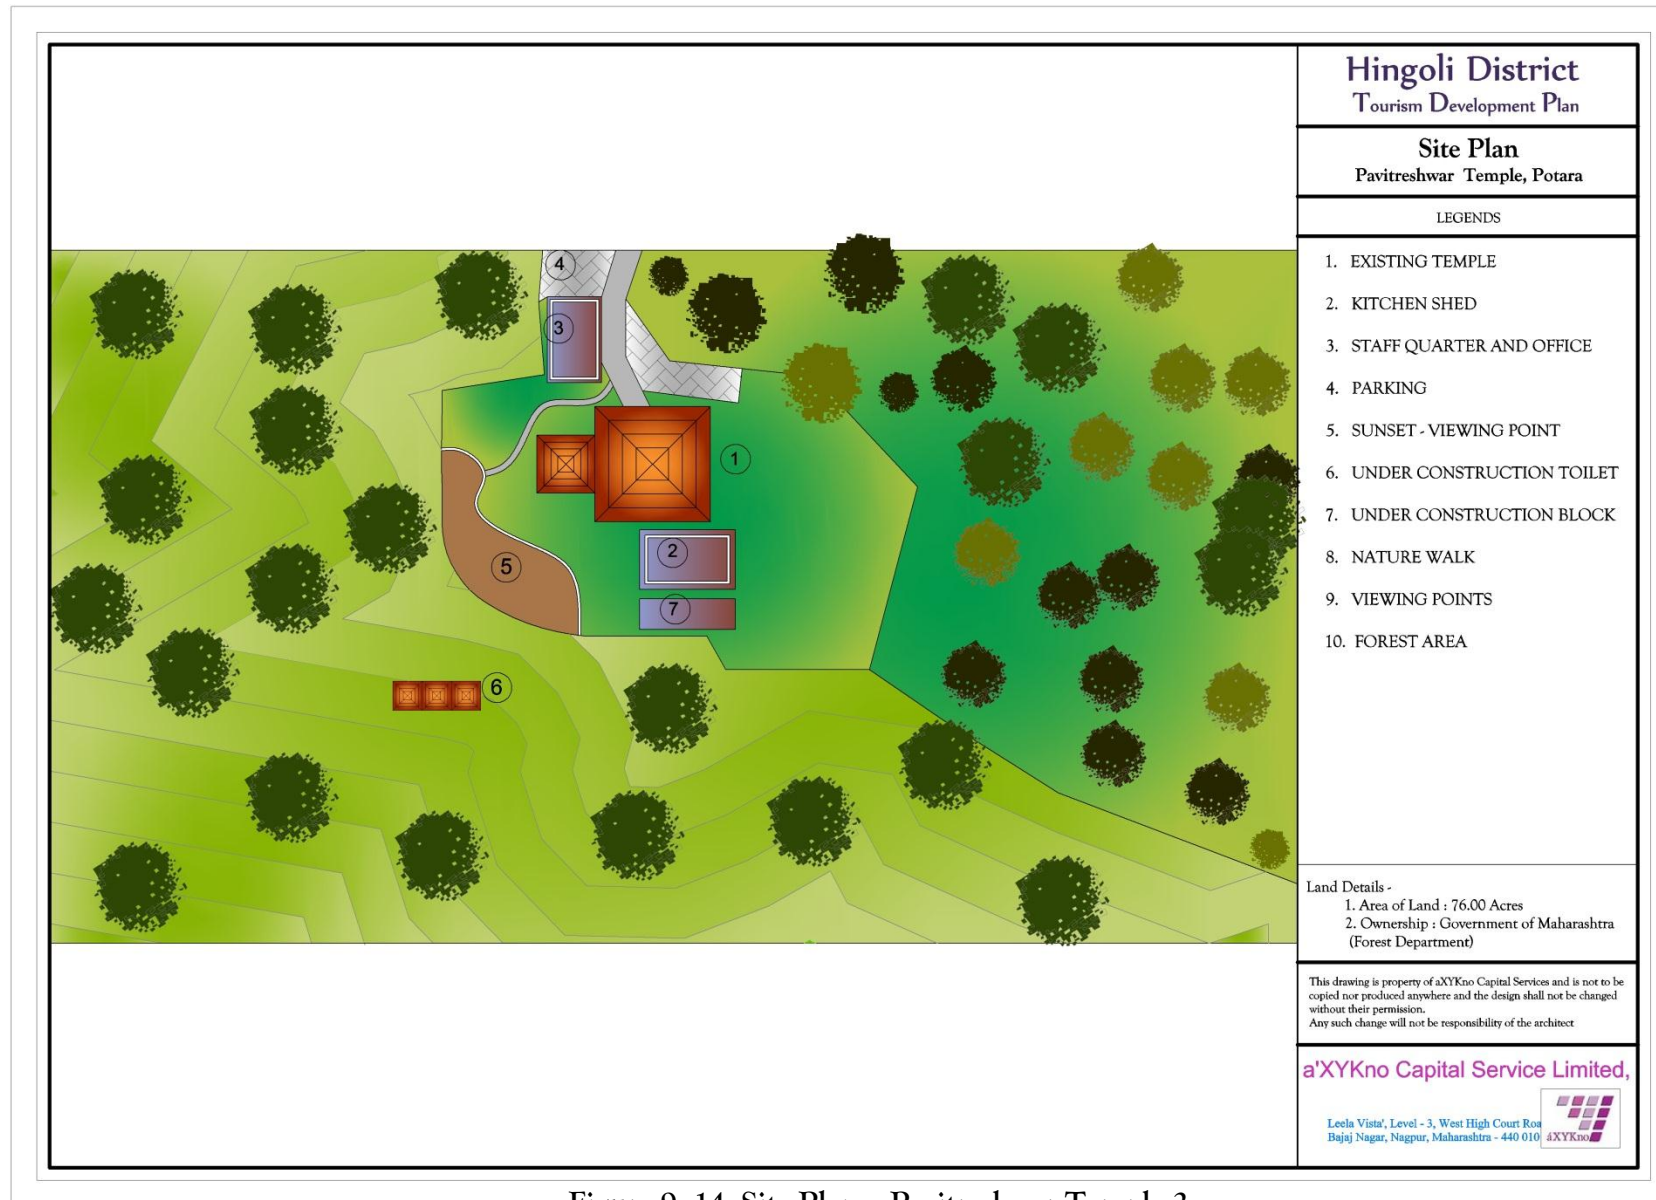 Hingoli District
Tourism Development Plan
Site Plan
Pavitreshwar Temple, Potara
LEGENDS
1. EXISTING TEMPLE
2. KITCHEN SHED
3. STAFF QUARTER AND OFFICE
4. PARKING
5. SUNSET - VIEWING POINT
6. UNDER CONSTRUCTION TOILET
7. UNDER CONSTRUCTION BLOCK
8. NATURE WALK
9. VIEWING POINTS
10. FOREST AREA
4
3
1
2
5
7
6
Land Details -
1. Area of Land : 76.00 Acres
2. Ownership : Government of Maharashtra
(Forest Department)
This drawing is property of aXYKno Capital Services and is not to be
copied nor produced anywhere and the design shall not be changed
without their permission.
Any such change will not be responsibility of the architect
a'XYKno Capital Service Limited,
Leela Vista', Level - 3, West High Court Roa
Bajaj Nagar, Nagpur, Maharashtra - 440 010
áXYKno